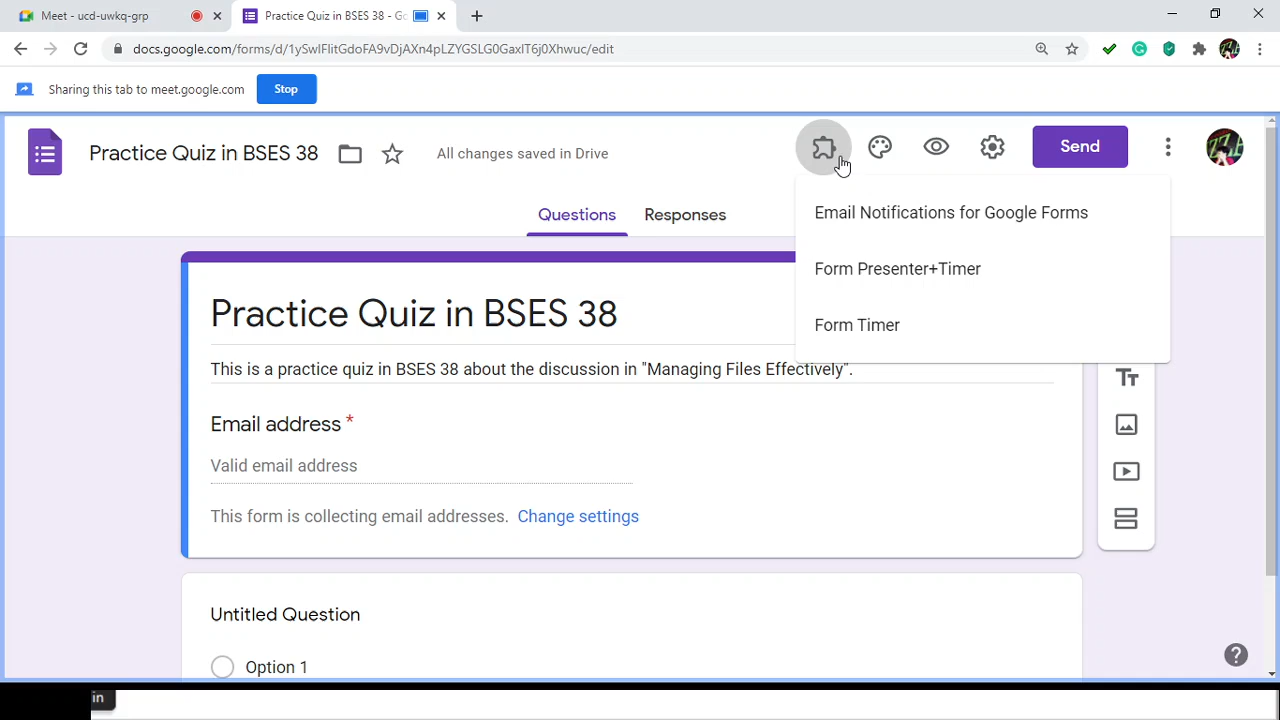 Meet - ucd-uwkq-grp
Practice Quiz in BSES 38 - Go
docs.google.com/forms/d/1ySwIFlitGdoFA9vDjAXn4pLZYGSLG0GaxIT6j0Xhwuc/edit
Sharing this tab to meet.google.com
Stop
Practice Quiz in BSES 38
All changes saved in Drive
Send
Questions
Responses
Email Notifications for Google Forms
Form Presenter+Timer
Form Timer
Practice Quiz in BSES 38
This is a practice quiz in BSES 38 about the discussion in "Managing Files Effectively".
Email address *
Valid email address
This form is collecting email addresses. Change settings
Untitled Question
Option 1
in